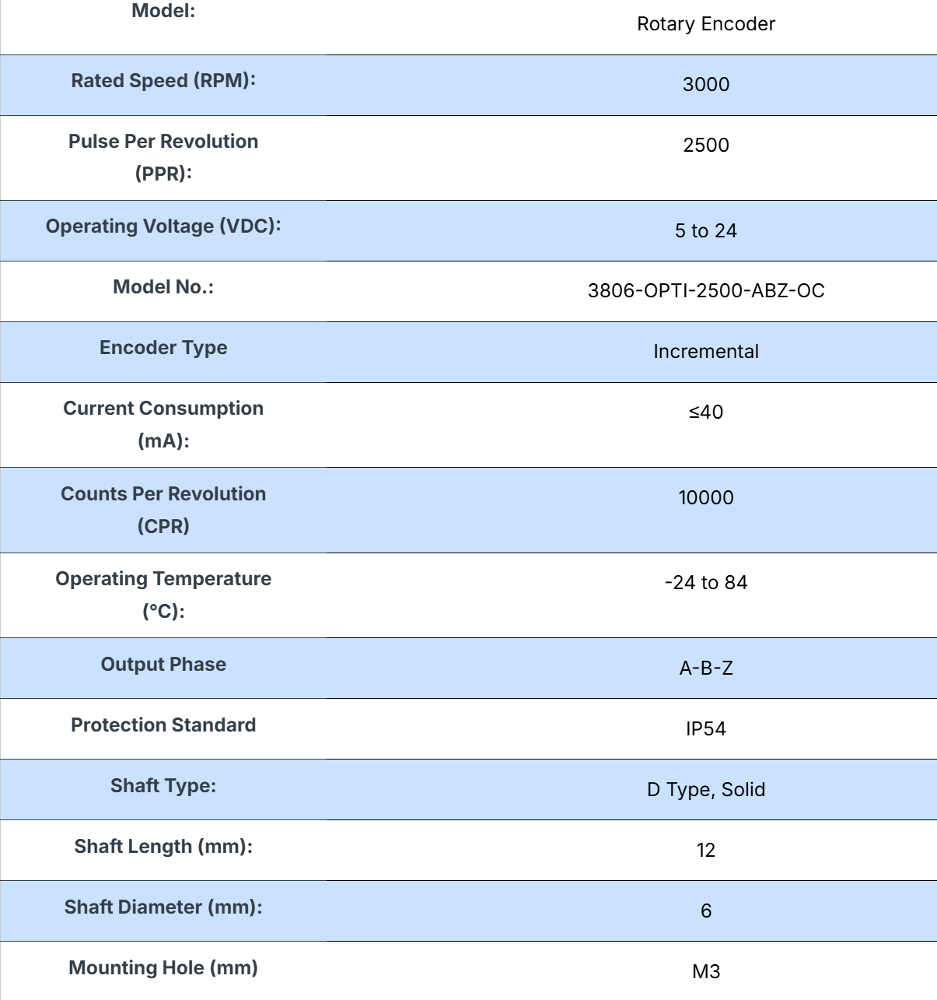 Model:
Rotary Encoder
Rated Speed (RPM):
3000
Pulse Per Revolution
(PPR):
2500
Operating Voltage (VDC):
5 to 24
Model No.:
3806-OPTI-2500-ABZ-OC
Encoder Type
Incremental
Current Consumption
(mA):
≤40
Counts Per Revolution
(CPR)
10000
Operating Temperature
(°C):
-24 to 84
Output Phase
A-B-Z
Protection Standard
IP54
Shaft Type:
D Type, Solid
Shaft Length (mm):
12
Shaft Diameter (mm):
6
Mounting Hole (mm)
M3